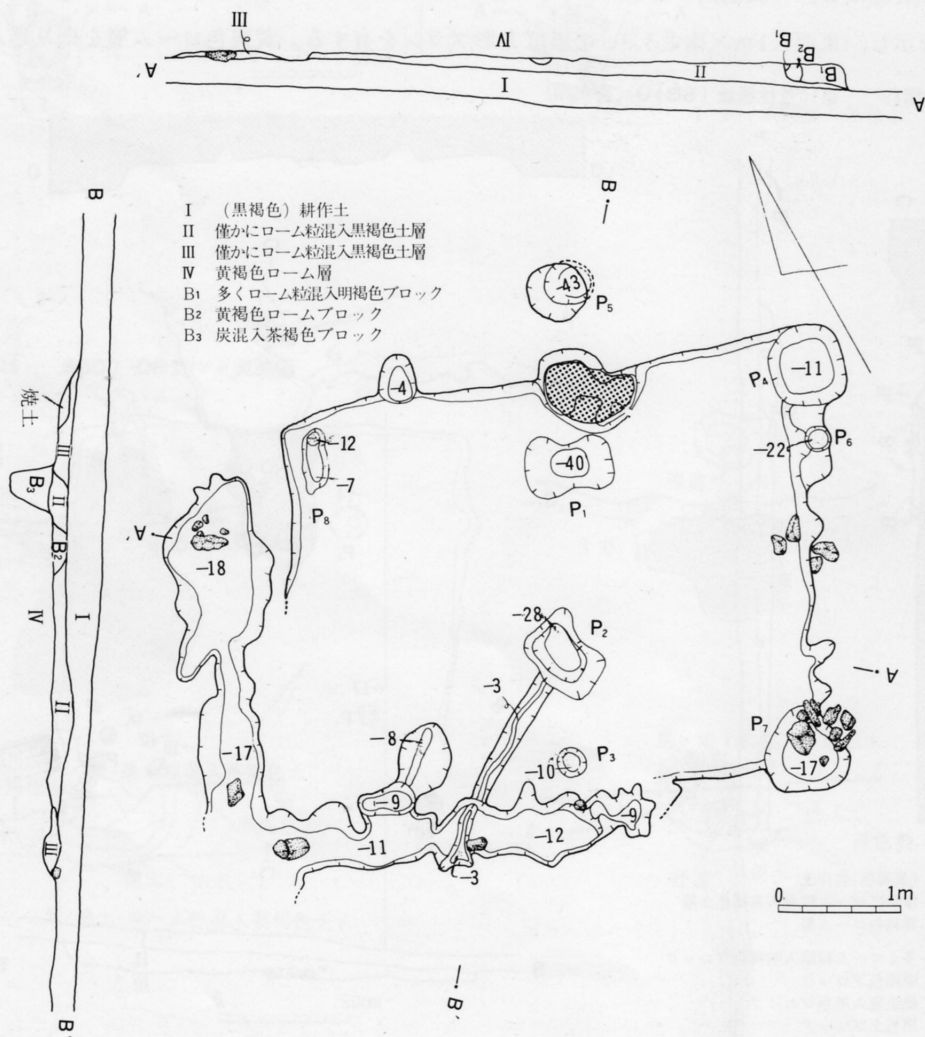 III
IV
B₁
B₂
B₁
II
I
A'
A
B
B
I (黒褐色) 耕作土
II 僅かにローム粒混入黒褐色土層
III 僅かにローム粒混入黒褐色土層
IV 黄褐色ローム層
B₁ 多くローム粒混入明褐色ブロック
B₂ 黄褐色ロームブロック
B₃ 炭混入茶褐色ブロック
-43
P₅
焼土
III
B₃
II
B₂
IV
I
II
III
B'
-4
-11
P₄
-12
-7
P₈
-22
P₆
-40
P₁
A'
-18
-28
P₂
-3
A
-8
P₇
-17
-17
-10
P₃
-9
-9
-11
-12
-3
0 1m
B'